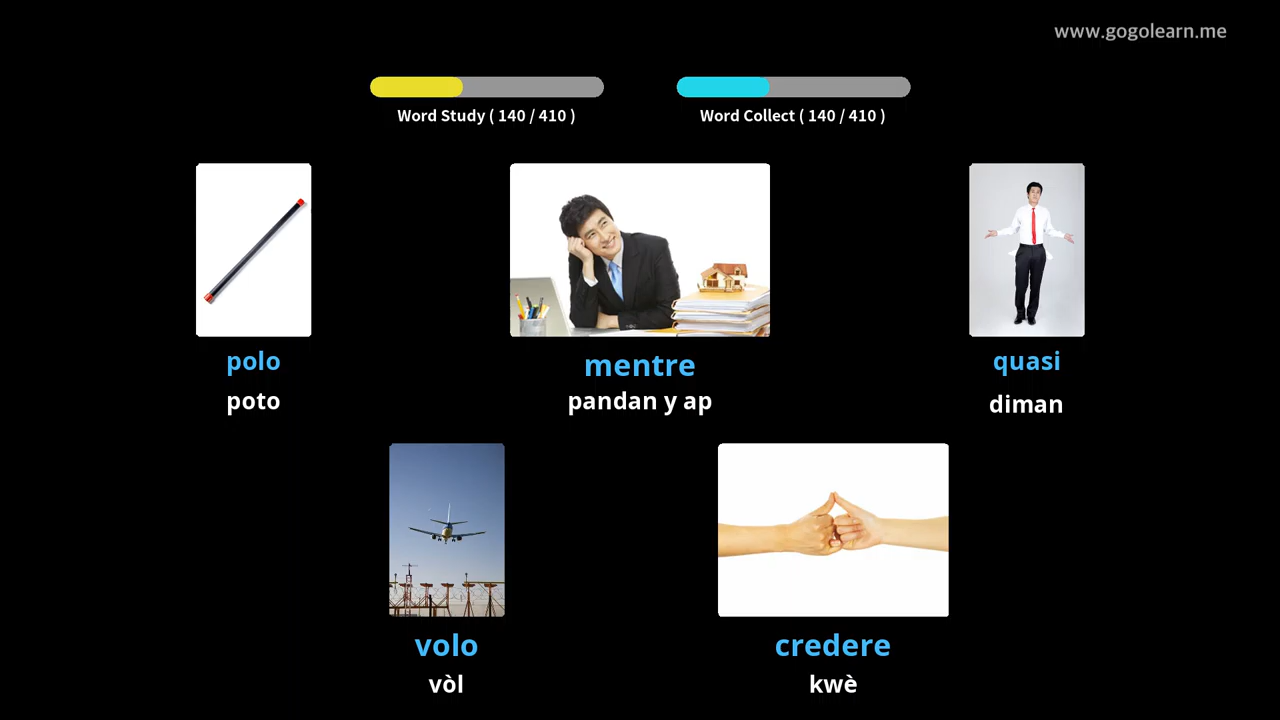 www.gogolearn.me
Word Study ( 140 / 410 )
Word Collect ( 140 / 410 )
polo
poto
mentre
pandan y ap
quasi
diman
volo
vòl
credere
kwè